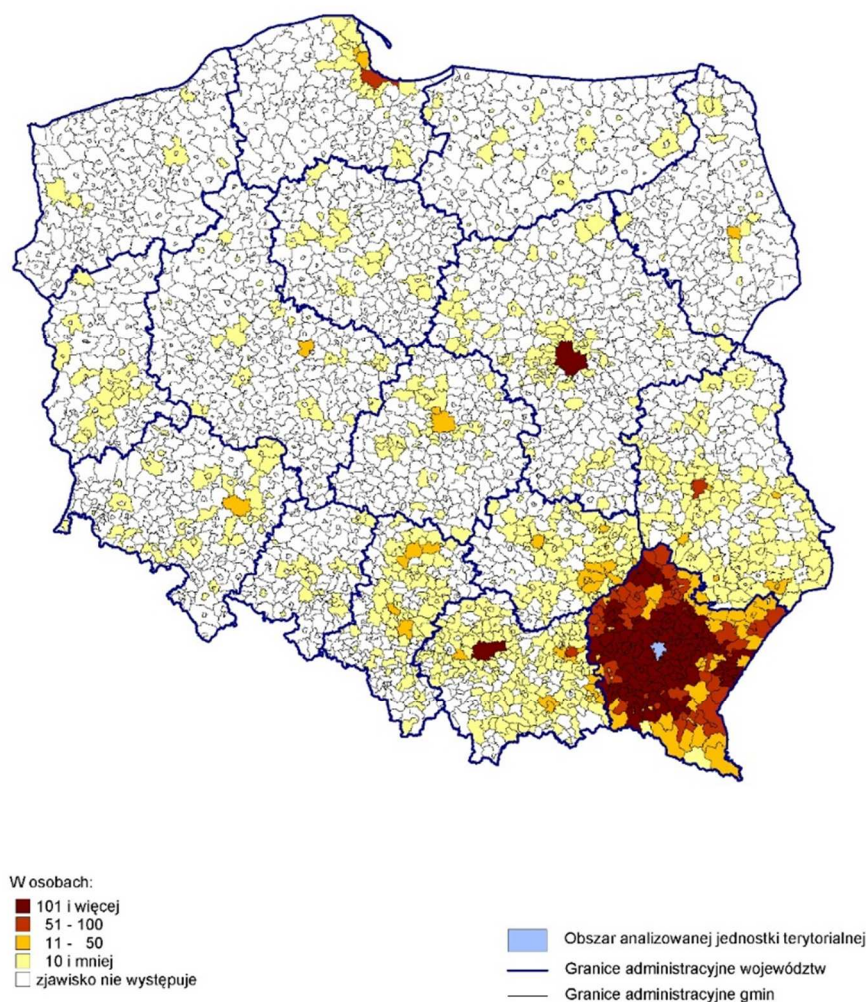 W osobach:
101 i więcej
51 - 100
11 - 50
10 i mniej
zjawisko nie występuje
Obszar analizowanej jednostki terytorialnej
Granice administracyjne województw
Granice administracyjne gmin